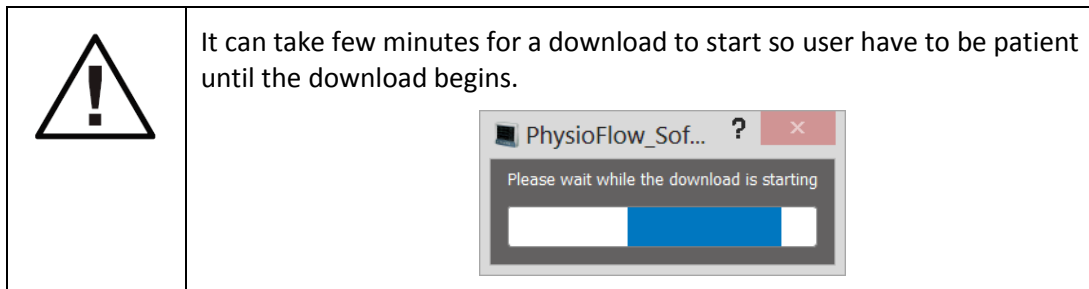 It can take few minutes for a download to start so user have to be patient
until the download begins.
PhysioFlow_Sof... ? ×
Please wait while the download is starting